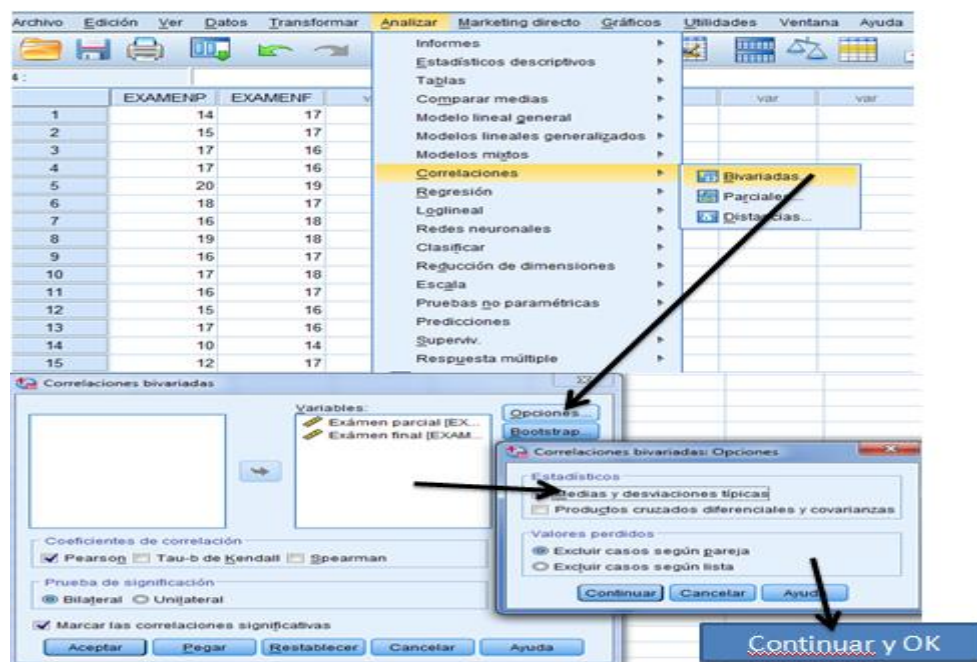 Archivo Edición Ver Datos Transformar Analizar Marketing directo Gráficos Utilidades Ventana Ayuda
4 :
Informes
Estadísticos descriptivos
Tablas
Comparar medias
Modelo lineal general
Modelos lineales generalizados
Modelos mixtos
Correlaciones
Regresión
Loglineal
Redes neuronales
Clasificar
Reducción de dimensiones
Escala
Pruebas no paramétricas
Predicciones
Superviv.
Respuesta múltiple
Bivariadas...
Parciales...
Distancias...
EXAMENP EXAMENF var var
1 14 17
2 15 17
3 17 16
4 17 16
5 20 19
6 18 17
7 16 18
8 19 18
9 16 17
10 17 18
11 16 17
12 15 16
13 17 16
14 10 14
15 12 17
Correlaciones bivariadas
Variables:
Exámen parcial [EX...
Exámen final [EXAM...
Opciones...
Bootstrap...
Coeficientes de correlación
Pearson Tau-b de Kendall Spearman
Prueba de significación
Bilateral Unilateral
Marcar las correlaciones significativas
Aceptar Pegar Restablecer Cancelar Ayuda
Correlaciones bivariadas: Opciones
Estadísticos
Medias y desviaciones típicas
Productos cruzados diferenciales y covarianzas
Valores perdidos
Excluir casos según pareja
Excluir casos según lista
Continuar Cancelar Ayuda
Continuar y OK